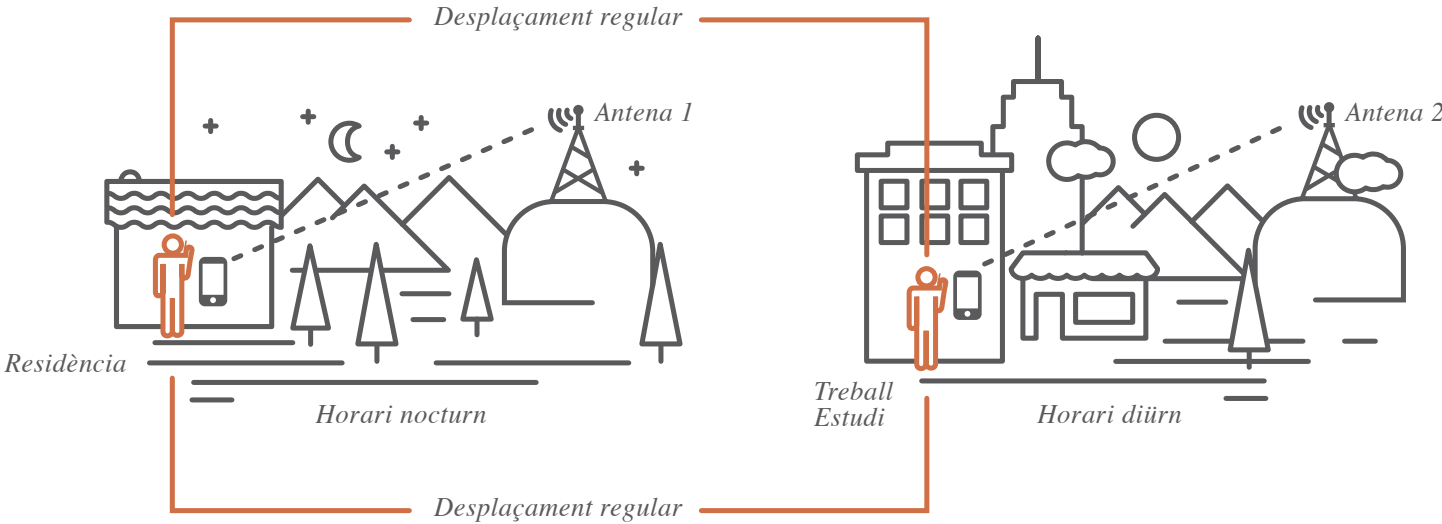 Desplaçament regular
Antena 1
Antena 2
Residència
Horari nocturn
Treball
Estudi
Horari diürn
Desplaçament regular